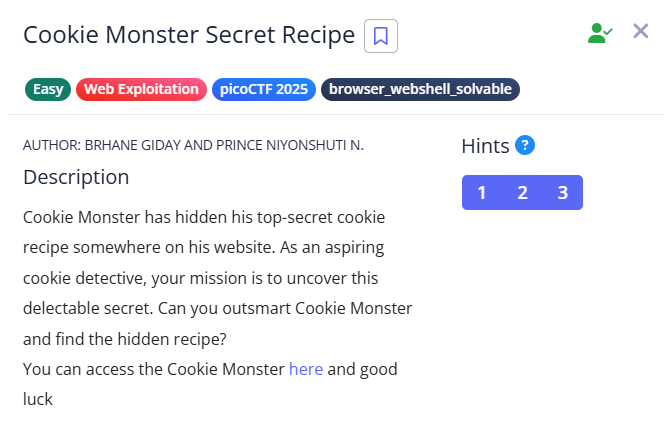 Cookie Monster Secret Recipe
Easy Web Exploitation picoCTF 2025 browser_webshell_solvable
AUTHOR: BRHANE GIDAY AND PRINCE NIYONSHUTI N.
Description
Cookie Monster has hidden his top-secret cookie
recipe somewhere on his website. As an aspiring
cookie detective, your mission is to uncover this
delectable secret. Can you outsmart Cookie Monster
and find the hidden recipe?
You can access the Cookie Monster here and good
luck
Hints ?
1 2 3